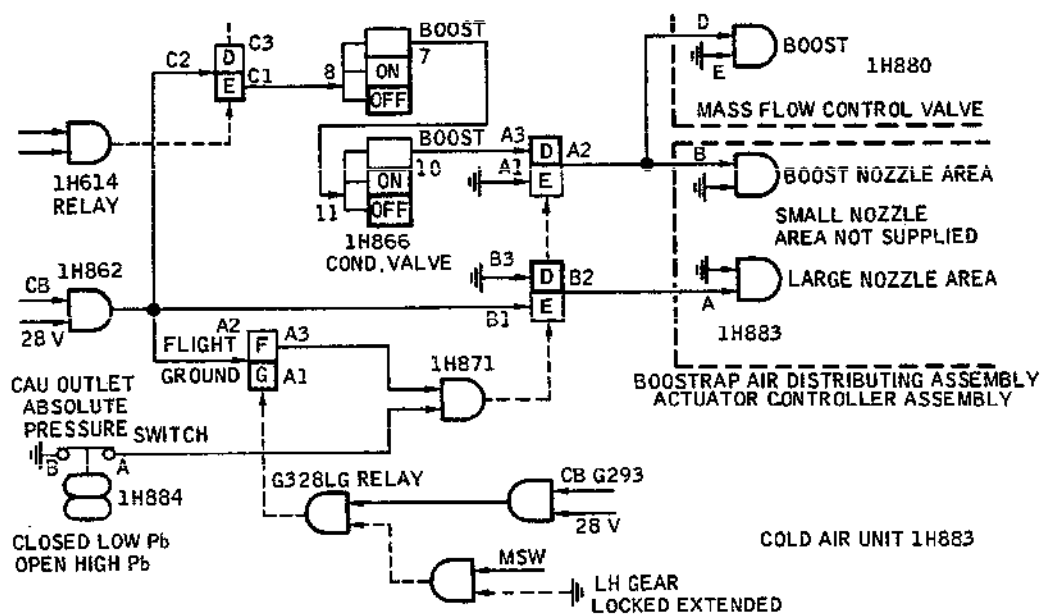 BOOST
C3
D
C2
C1
E
8
7
ON
OFF
D
BOOST
E
1H880
MASS FLOW CONTROL VALVE
1H614
RELAY
BOOST
A3
D
A2
10
A1
E
ON
OFF
11
1H866
COND. VALVE
B
BOOST NOZZLE AREA
SMALL NOZZLE
AREA NOT SUPPLIED
1H862
CB
28 V
B3
D
B2
E
B1
LARGE NOZZLE AREA
A
1H883
A2
A3
FLIGHT
F
GROUND
G
A1
1H871
BOOSTRAP AIR DISTRIBUTING ASSEMBLY
ACTUATOR CONTROLLER ASSEMBLY
CAU OUTLET
ABSOLUTE
PRESSURE
SWITCH
B
A
1H884
CLOSED LOW Pb
OPEN HIGH Pb
G328LG RELAY
CB G293
28 V
COLD AIR UNIT 1H883
MSW
LH GEAR
LOCKED EXTENDED